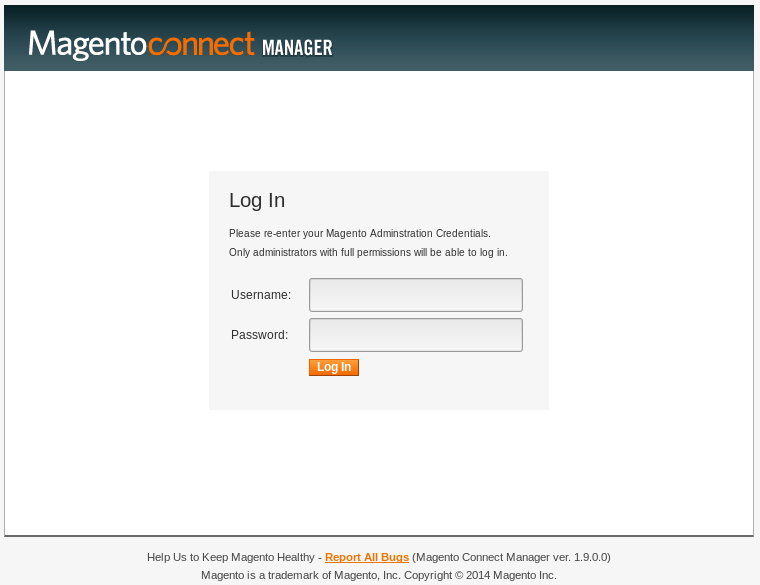 Magentoconnect MANAGER
Log In
Please re-enter your Magento Adminstration Credentials.
Only administrators with full permissions will be able to log in.
Username:
Password:
Log In
Help Us to Keep Magento Healthy - Report All Bugs (Magento Connect Manager ver. 1.9.0.0)
Magento is a trademark of Magento, Inc. Copyright © 2014 Magento Inc.